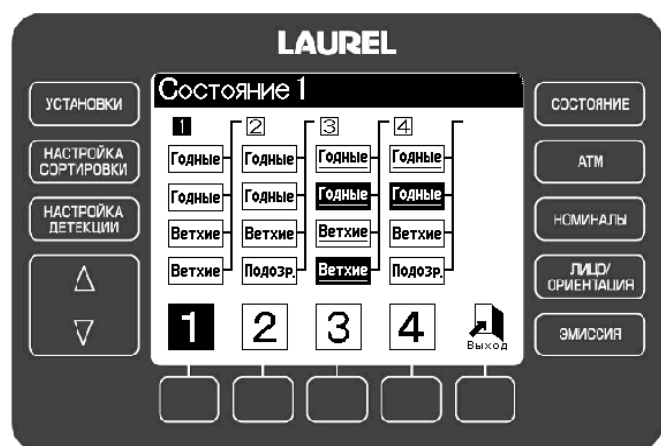 LAUREL
УСТАНОВКИ
НАСТРОЙКА
СОРТИРОВКИ
НАСТРОЙКА
ДЕТЕКЦИИ
Состояние 1
1 2 3 4
Годные Годные Годные Годные
Годные Годные Годные Годные
Ветхие Ветхие Ветхие Ветхие
Ветхие Подозр. Ветхие Подозр.
1 2 3 4
Выход
СОСТОЯНИЕ
АТМ
НОМИНАЛЫ
ЛИЦО/
ОРИЕНТАЦИЯ
ЭМИССИЯ